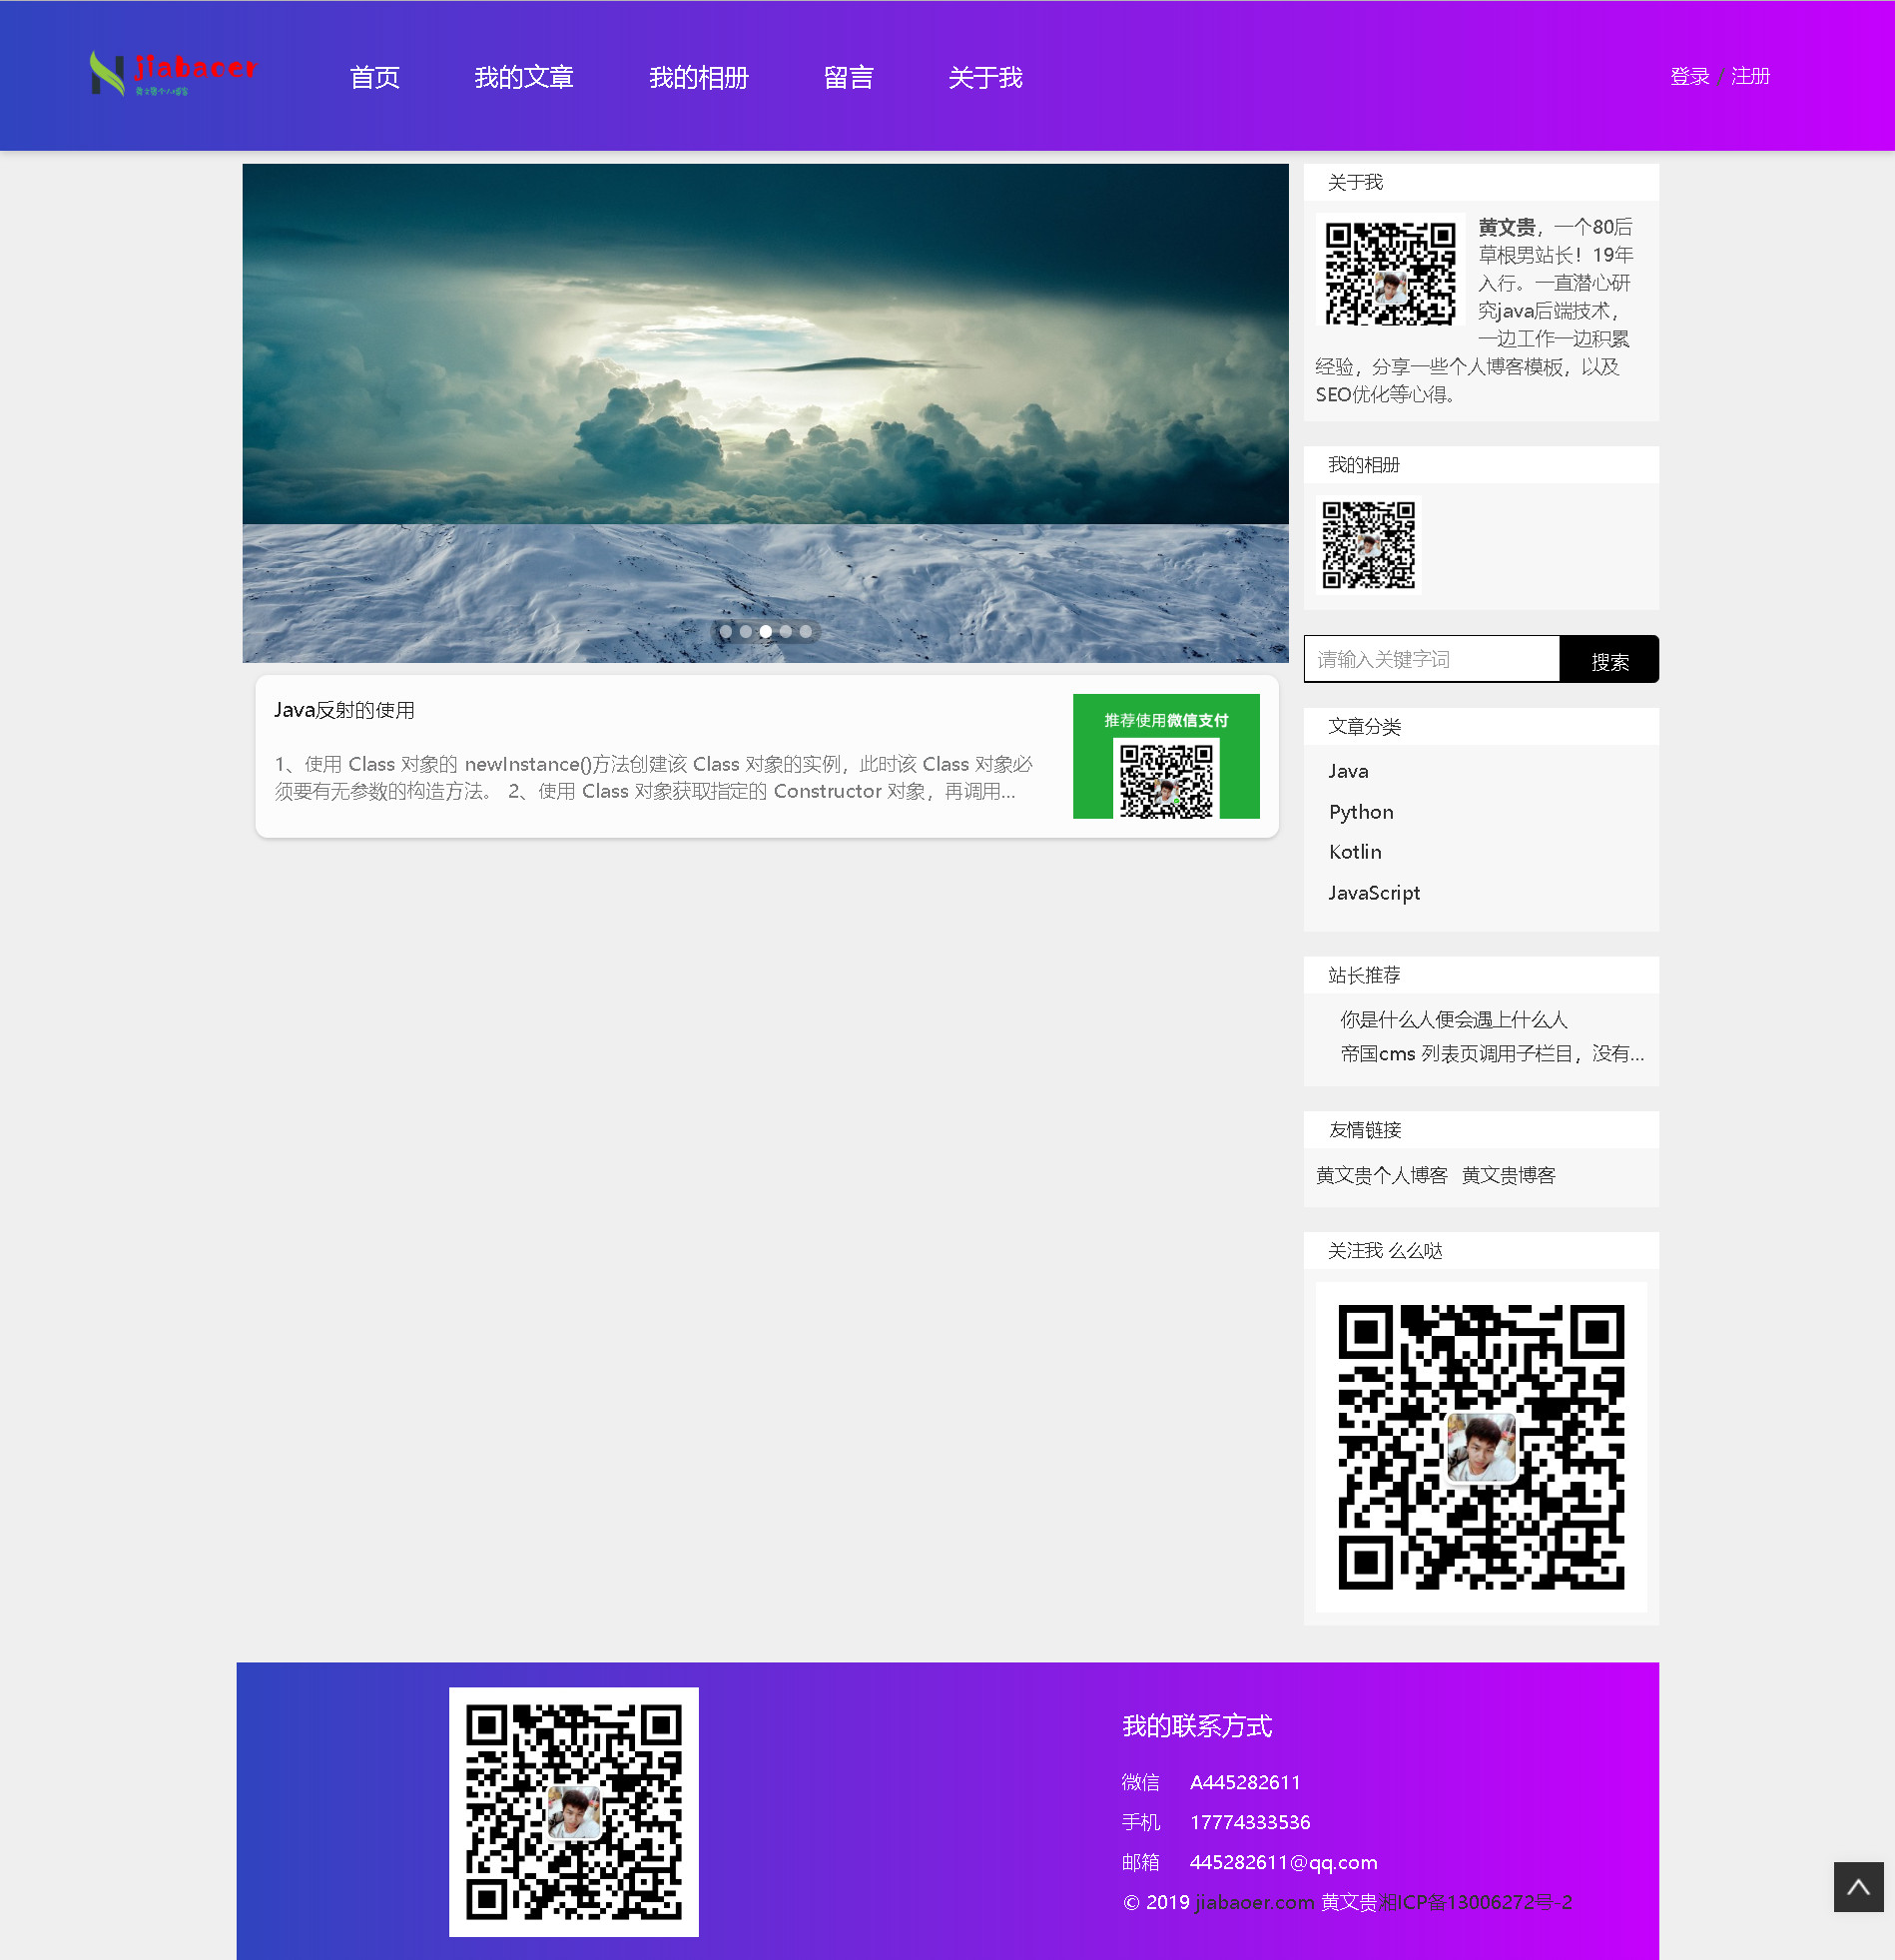 jiabaoer
黄文贵个人博客
首页
我的文章
我的相册
留言
关于我
登录 / 注册
关于我
黄文贵，一个80后
草根男站长！19年
入行。一直潜心研
究java后端技术，
一边工作一边积累
经验，分享一些个人博客模板，以及
SEO优化等心得。
我的相册
请输入关键字词
搜索
Java反射的使用
1、使用 Class 对象的 newInstance()方法创建该 Class 对象的实例，此时该 Class 对象必
须要有无参数的构造方法。 2、使用 Class 对象获取指定的 Constructor 对象，再调用...
推荐使用微信支付
文章分类
Java
Python
Kotlin
JavaScript
站长推荐
你是什么人便会遇上什么人
帝国cms 列表页调用子栏目，没有...
友情链接
黄文贵个人博客 黄文贵博客
关注我 么么哒
我的联系方式
微信 A445282611
手机 17774333536
邮箱 445282611@qq.com
© 2019 jiabaoer.com 黄文贵湘ICP备13006272号-2